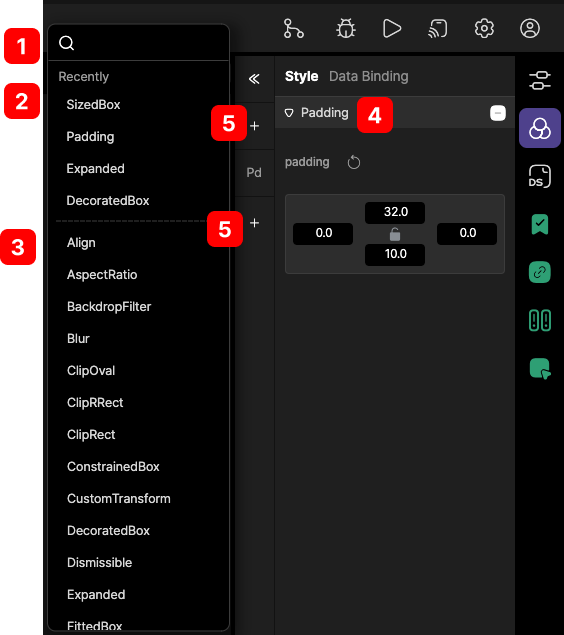 1
Recently
2
SizedBox
Padding
Expanded
DecoratedBox
3
Align
AspectRatio
BackdropFilter
Blur
ClipOval
ClipRRect
ClipRect
ConstrainedBox
CustomTransform
DecoratedBox
Dismissible
Expanded
FittedBox
5
+
Pd
5
+
Style Data Binding
Padding 4
padding
32.0
0.0 0.0
10.0
DS